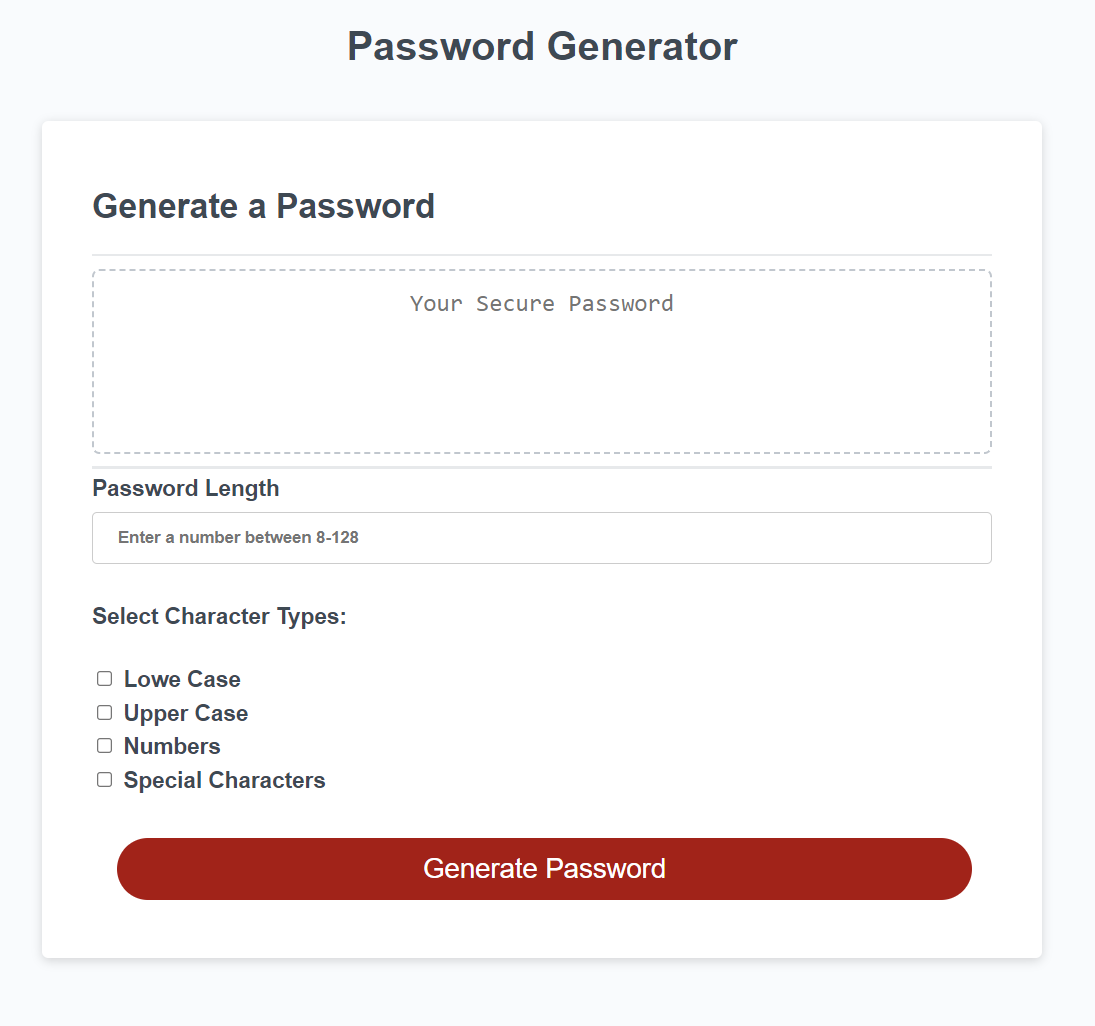 Password Generator
Generate a Password
Your Secure Password
Password Length
Enter a number between 8-128
Select Character Types:
Lowe Case
Upper Case
Numbers
Special Characters
Generate Password